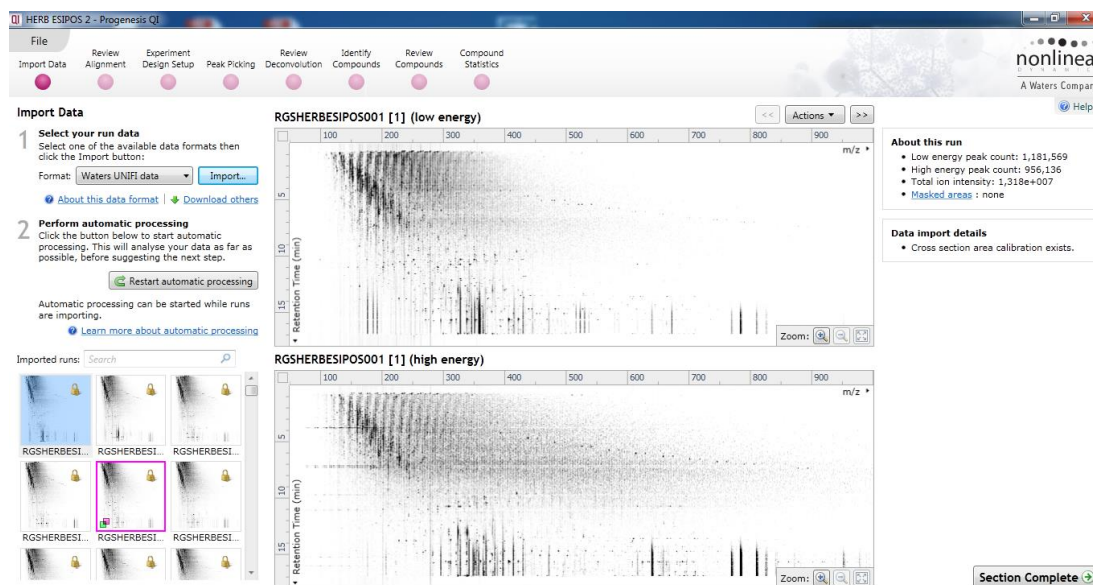 QI HERB ESIPOS 2 - Progenesis QI
File
Import Data
Review Alignment
Experiment Design Setup
Peak Picking
Review Deconvolution
Identify Compounds
Review Compounds
Compound Statistics
nonlinea
DYNAMIC
A Waters Compan
Help
Import Data
1 Select your run data
Select one of the available data formats then
click the Import button:
Format: Waters UNIFI data Import...
About this data format | Download others
2 Perform automatic processing
Click the button below to start automatic
processing. This will analyse your data as far as
possible, before suggesting the next step.
Restart automatic processing
Automatic processing can be started while runs
are importing.
Learn more about automatic processing
Imported runs: Search
RGSHERBESI... RGSHERBESI... RGSHERBESI...
RGSHERBESI... RGSHERBESI... RGSHERBESI...
RGSHERBESIPOS001 [1] (low energy)
<< Actions >>
100 200 300 400 500 600 700 800 900
m/z
5
10
15
Retention Time (min)
Zoom:
RGSHERBESIPOS001 [1] (high energy)
100 200 300 400 500 600 700 800 900
m/z
5
10
15
Retention Time (min)
Zoom:
About this run
• Low energy peak count: 1,181,569
• High energy peak count: 956,136
• Total ion intensity: 1,318e+007
• Masked areas : none
Data import details
• Cross section area calibration exists.
Section Complete